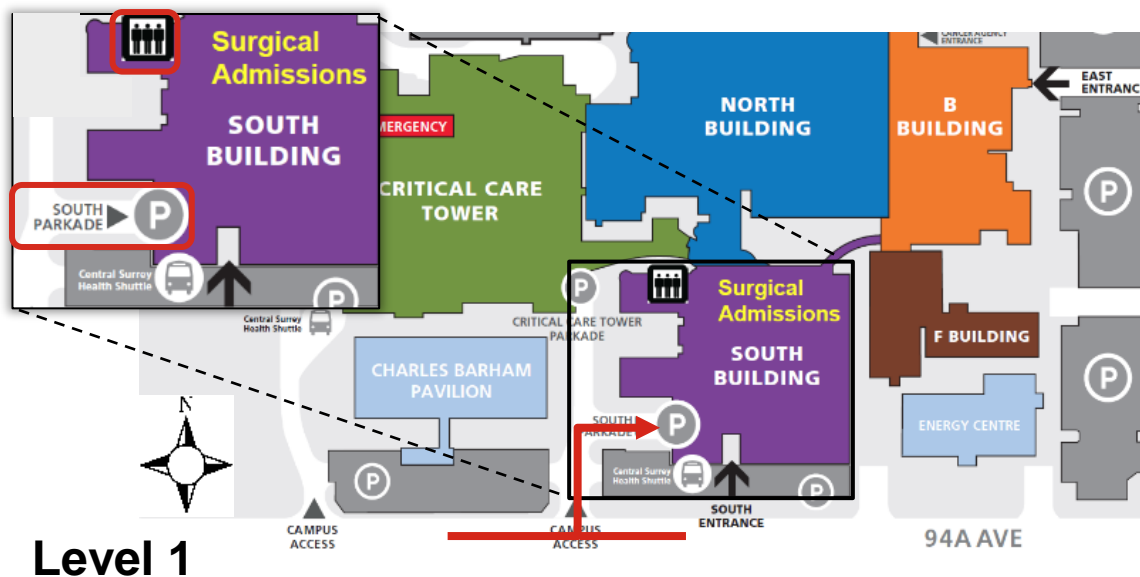 Surgical
Admissions
SOUTH
BUILDING
SOUTH
PARKADE
P
Central Surrey
Health Shuttle
P
MERGENCY
CRITICAL CARE
TOWER
NORTH
BUILDING
CANCER AGENCY
ENTRANCE
B
BUILDING
EAST
ENTRANC
P
Central Surrey
Health Shuttle
P
CRITICAL CARE TOWER
PARKADE
Surgical
Admissions
SOUTH
BUILDING
SOUTH
PARKADE
P
Central Surrey
Health Shuttle
P
SOUTH
ENTRANCE
CHARLES BARHAM
PAVILION
P
F BUILDING
ENERGY CENTRE
P
N
CAMPUS
ACCESS
CAMPUS
ACCESS
94A AVE
Level 1